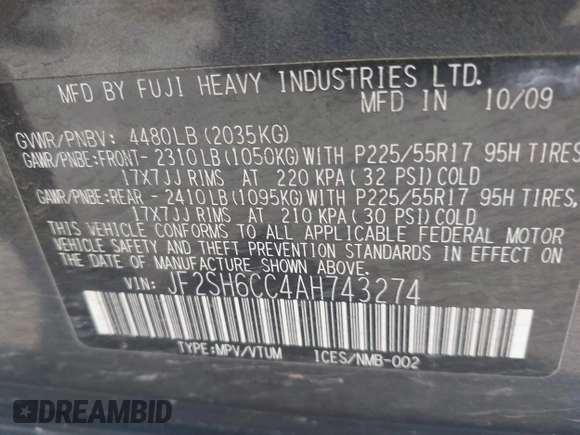 MFD BY FUJI HEAVY INDUSTRIES LTD.
MFD IN 10/09
GVWR/PNBV: 4480LB(2035KG)
GAWR/PNBE:FRONT- 2310LB(1050KG)WITH P225/55R17 95H TIRES,
17X7JJ RIMS AT 220 KPA( 32 PSI)COLD
GAWR/PNBE:REAR - 2410LB(1095KG)WITH P225/55R17 95H TIRES,
17X7JJ RIMS AT 210 KPA( 30 PSI)COLD
THIS VEHICLE CONFORMS TO ALL APPLICABLE FEDERAL MOTOR
VEHICLE SAFETY AND THEFT PREVENTION STANDARDS IN EFFECT ON
THE DATE OF MANUFACTURE SHOWN ABOVE.
VIN: JF2SH6CC4AH743274
TYPE:MPV/VTUM ICES/NMB-002
DREAMBID